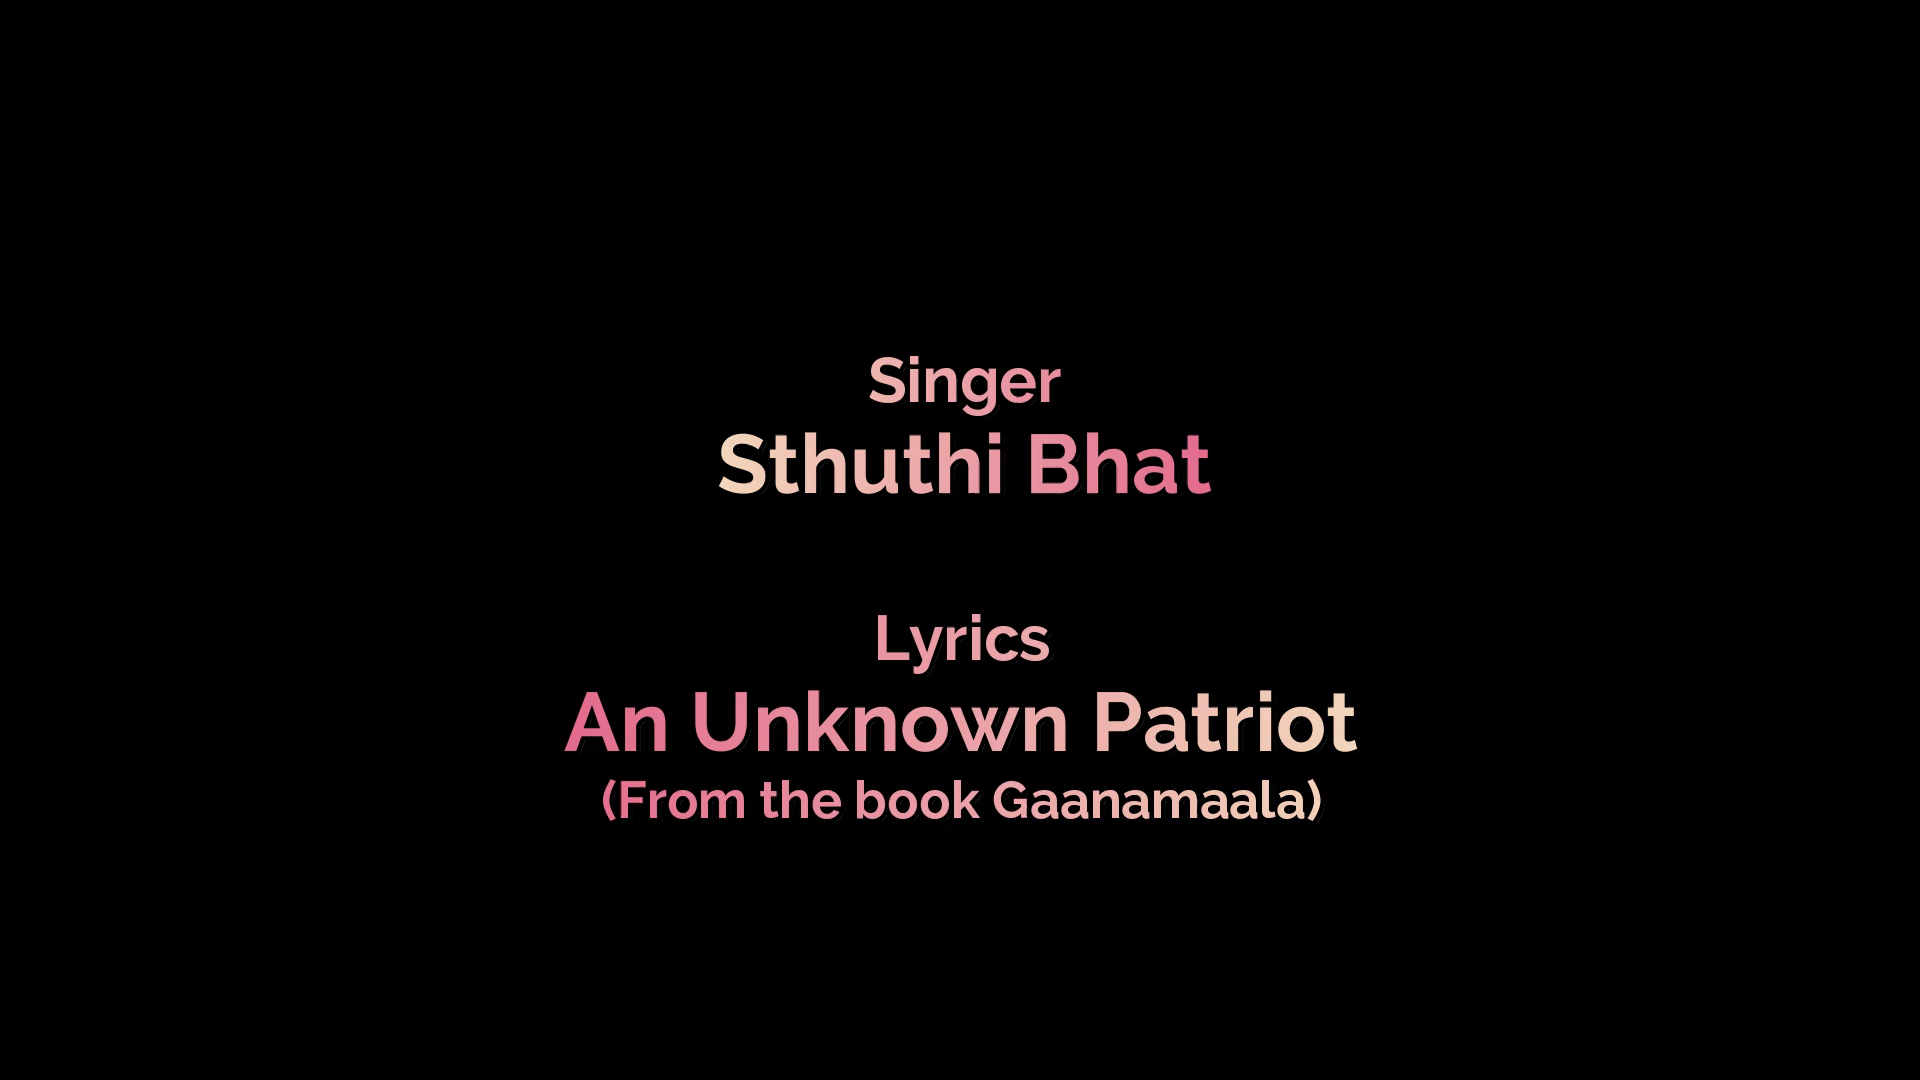 Singer
Sthuthi Bhat
Lyrics
An Unknown Patriot
(From the book Gaanamaala)